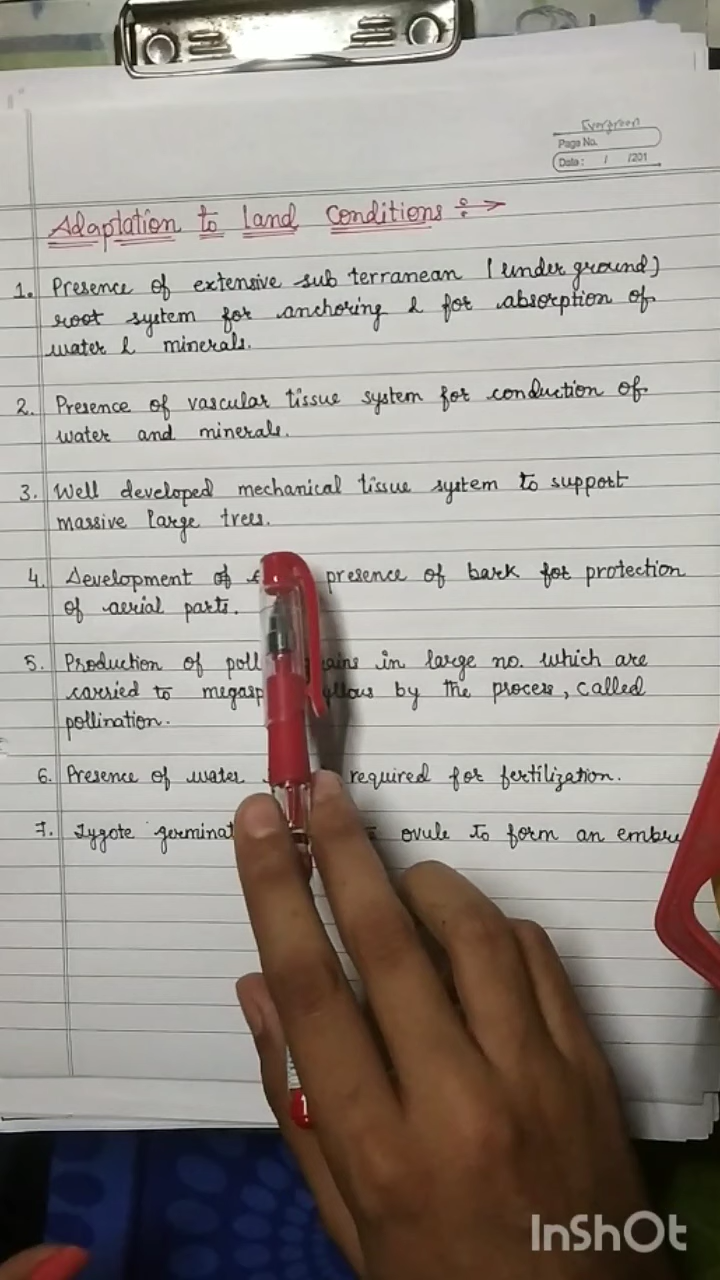 Evergreen
Page No.
Date : / /201
Adaptation to Land Conditions :->
1. Presence of extensive sub terranean (under ground)
root system for anchoring & for absorption of
water & minerals.
2. Presence of vascular tissue system for conduction of
water and minerals.
3. Well developed mechanical tissue system to support
massive large trees.
4. Development of presence of bark for protection
of aerial parts.
5. Production of poll ains in large no. which are
carried to megasp yllous by the process, called
pollination.
6. Presence of water required for fertilization.
7. Zygote germinat ovule to form an embry
InShOt